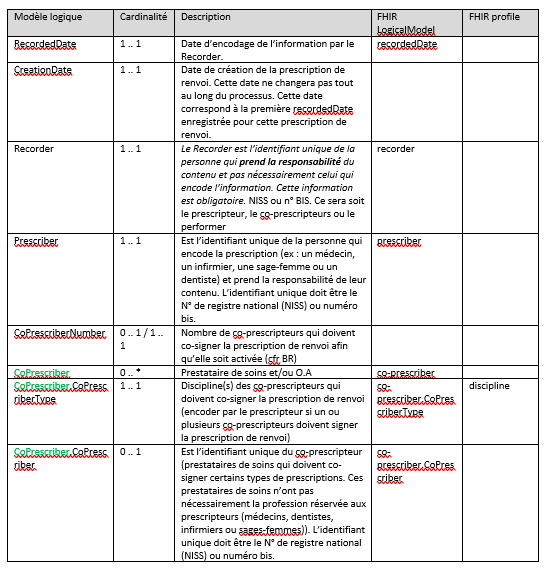 Modèle logique
Cardinalité
Description
FHIR
LogicalModel
FHIR profile
RecordedDate
1 .. 1
Date d'encodage de l'information par le
Recorder.
recordedDate
CreationDate
1 .. 1
Date de création de la prescription de
renvoi. Cette date ne changera pas tout
au long du processus. Cette date
correspond à la première recordedDate
enregistrée pour cette prescription de
renvoi.
Recorder
1 .. 1
Le Recorder est l'identifiant unique de la
personne qui prend la responsabilité du
contenu et pas nécessairement celui qui
encode l'information. Cette information
est obligatoire. NISS ou n° BIS. Ce sera soit
le prescripteur, le co-prescripteurs ou le
performer
recorder
Prescriber
1 .. 1
Est l'identifiant unique de la personne qui
encode la prescription (ex : un médecin,
un infirmier, une sage-femme ou un
dentiste) et prend la responsabilité de leur
contenu. L'identifiant unique doit être le
N° de registre national (NISS) ou numéro
bis.
prescriber
CoPrescriberNumber
0 .. 1 / 1 ..
1
Nombre de co-prescripteurs qui doivent
co-signer la prescription de renvoi afin
qu'elle soit activée (cfr BR)
CoPrescriber
0 .. *
Prestataire de soins et/ou O.A
co-prescriber
CoPrescriber.CoPresc
riberType
1 .. 1
Discipline(s) des co-prescripteurs qui
doivent co-signer la prescription de renvoi
(encoder par le prescripteur si un ou
plusieurs co-prescripteurs doivent signer
la prescription de renvoi)
co-
prescriber.CoPres
criberType
discipline
CoPrescriber.CoPresc
riber
0 .. 1
Est l'identifiant unique du co-prescripteur
(prestataires de soins qui doivent co-
signer certains types de prescriptions. Ces
prestataires de soins n'ont pas
nécessairement la profession réservée aux
prescripteurs (médecins, dentistes,
infirmiers ou sages-femmes)). L'identifiant
unique doit être le N° de registre national
(NISS) ou numéro bis.
co-
prescriber.CoPres
criber